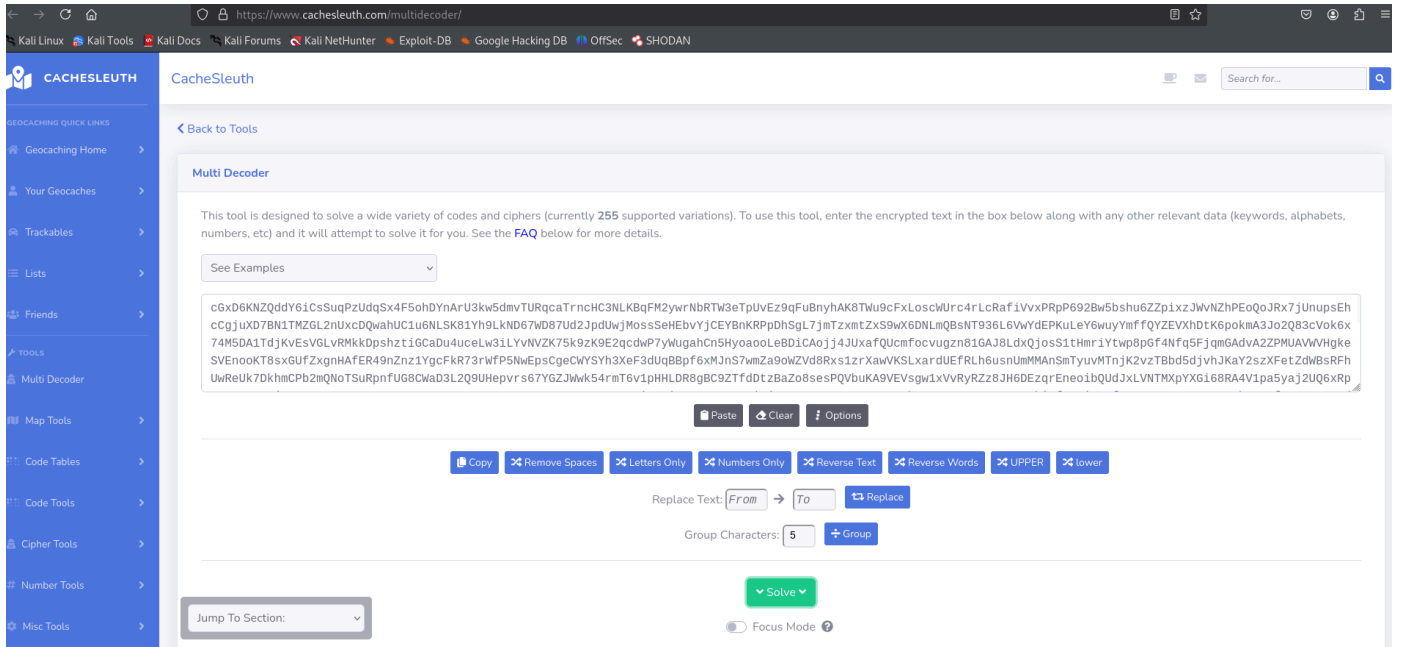 https://www.cachesleuth.com/multidecoder/
Kali Linux Kali Tools Kali Docs Kali Forums Kali NetHunter Exploit-DB Google Hacking DB OffSec SHODAN
CACHESLEUTH
CacheSleuth
Search for...
GEOCACHING QUICK LINKS
Geocaching Home
Your Geocaches
Trackables
Lists
Friends
TOOLS
Multi Decoder
Map Tools
Code Tables
Code Tools
Cipher Tools
Number Tools
Misc Tools
Back to Tools
Multi Decoder
This tool is designed to solve a wide variety of codes and ciphers (currently 255 supported variations). To use this tool, enter the encrypted text in the box below along with any other relevant data (keywords, alphabets,
numbers, etc) and it will attempt to solve it for you. See the FAQ below for more details.
See Examples
cGxD6KNZQddY6iCsSuqPzUdqSx4F5ohDYnArU3kw5dmvTURqcaTrncHC3NLKBqFM2ywrNbRTW3eTpUvEz9qFuBnyhAK8TWu9cFxLoscWUrc4rLcRafiVvxPRpP692Bw5bshu6ZZpixzJWvNZhPEoQoJRx7jUnupsEh
cCgjuXD7BN1TMZGL2nUxcDQwahUC1u6NLSK81Yh9LkND67WD87Ud2JpdUwjMossSeHEbvYjCEYBnKRPpDhSgL7jmTzxmtZxS9wX6DNLmQBsNT936L6VwYdEPKuLeY6wuyYmffQYZEVXhDtK6pokmA3Jo2Q83cVok6x
74M5DA1TdjKvEsVGLvRMkkDpshztiGCaDu4uceLw3iLYvNVZK75k9zK9E2qcdwP7yWugahCn5HyoaooLeBDiCAojj4JUxafQUcmfocvugzn81GAJ8LdxQjosS1tHmriYtwp8pGf4Nfq5FjqmGAdvA2ZPMUAVWVHgke
SVEnooKT8sxGUfZxgnHAfER49nZnz1YgcFkR73rWfP5NwEpsCgeCWYSYh3XeF3dUqBBpf6xMJnS7wmZa9oWZVd8Rxs1zrXawVKSLxardUEfRLh6usnUmMMAnSmTyuvMTnjK2vzTBbd5djvhJKaY2szXFetZdWBsRFh
UwReUk7DkhmCPb2mQNoTSuRpnfUG8CWaD3L2Q9UHepvrs67YGZJWwk54rmT6v1pHHLDR8gBC9ZTfdDtzBaZo8sesPQVbuKA9VEVsgw1xVvRyRZz8JH6DEzqrEneoibQUdJxLVNTMXpYXGi68RA4V1pa5yaj2UQ6xRp
Paste Clear Options
Copy Remove Spaces Letters Only Numbers Only Reverse Text Reverse Words UPPER lower
Replace Text: From To Replace
Group Characters: 5 Group
Solve
Jump To Section:
Focus Mode